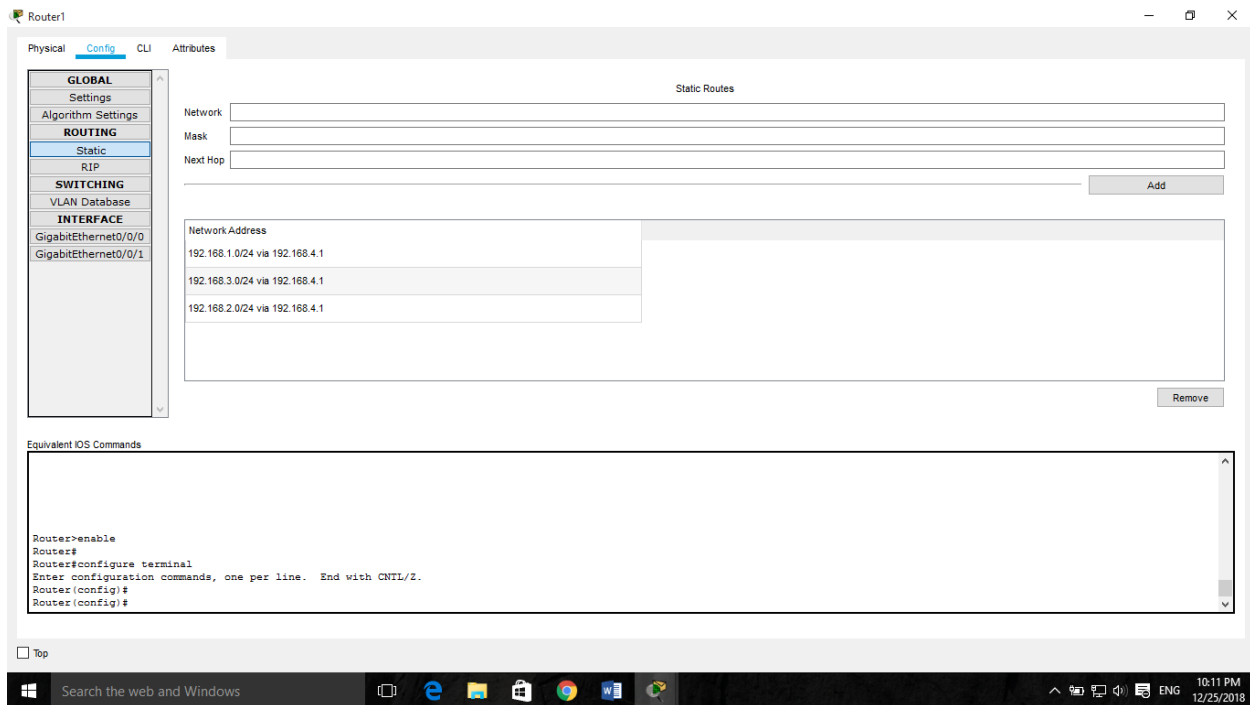 Router1
Physical Config CLI Attributes
GLOBAL
Settings
Algorithm Settings
ROUTING
Static
RIP
SWITCHING
VLAN Database
INTERFACE
GigabitEthernet0/0/0
GigabitEthernet0/0/1
Static Routes
Network
Mask
Next Hop
Add
Network Address
192.168.1.0/24 via 192.168.4.1
192.168.3.0/24 via 192.168.4.1
192.168.2.0/24 via 192.168.4.1
Remove
Equivalent IOS Commands
Router>enable
Router#
Router#configure terminal
Enter configuration commands, one per line.  End with CNTL/Z.
Router(config)#
Router(config)#
Top
Search the web and Windows
ENG
10:11 PM
12/25/2018